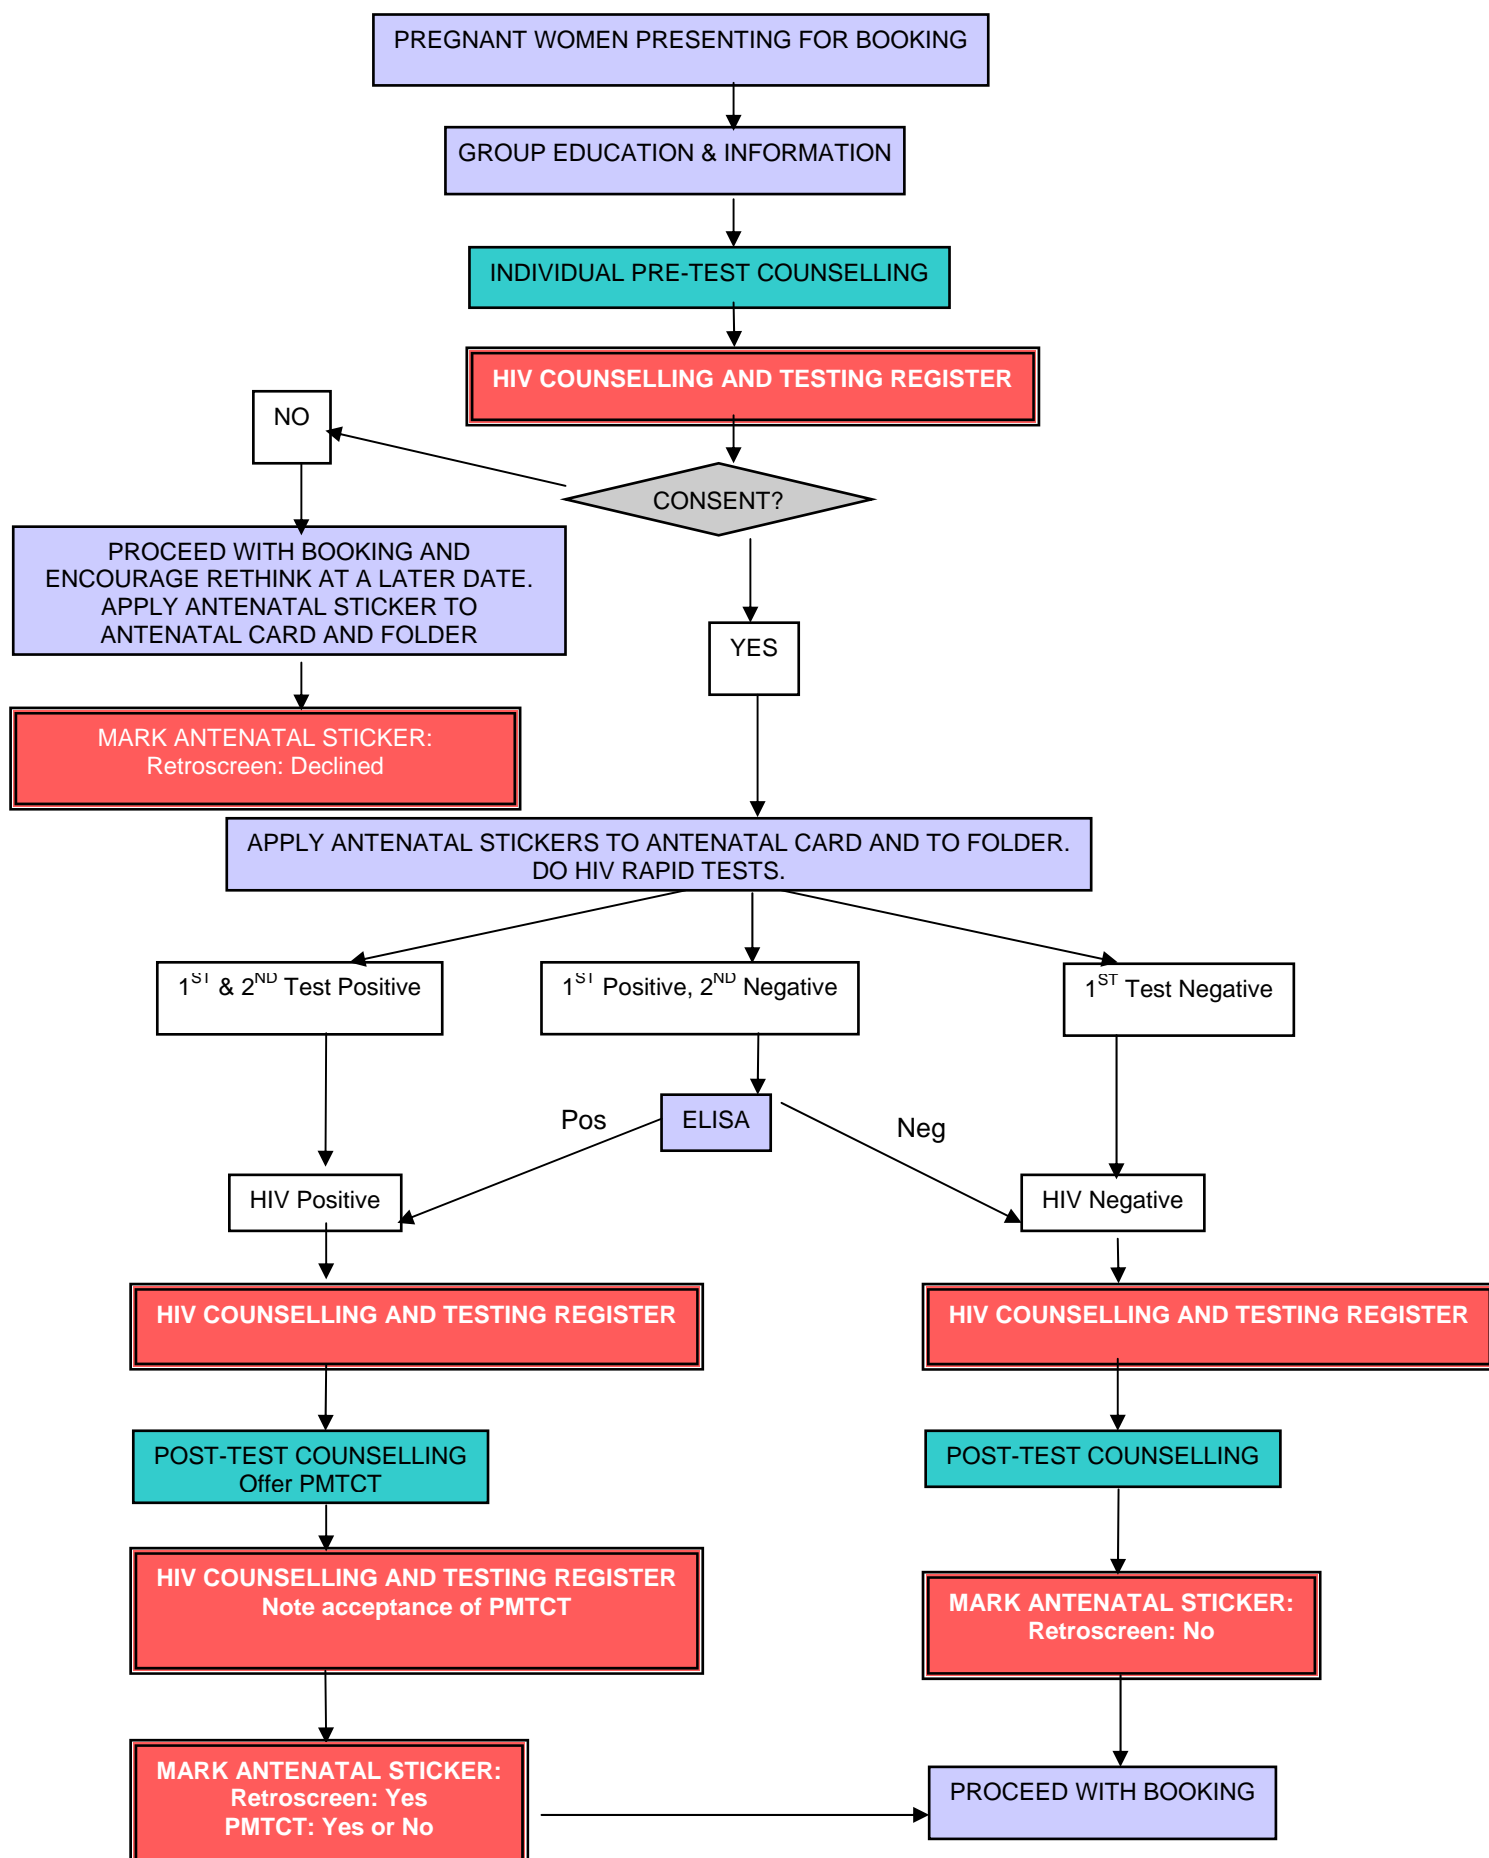 PREGNANT WOMEN PRESENTING FOR BOOKING
GROUP EDUCATION & INFORMATION
INDIVIDUAL PRE-TEST COUNSELLING
HIV COUNSELLING AND TESTING REGISTER
NO
CONSENT?
PROCEED WITH BOOKING AND
ENCOURAGE RETHINK AT A LATER DATE.
APPLY ANTENATAL STICKER TO
ANTENATAL CARD AND FOLDER
YES
MARK ANTENATAL STICKER:
Retroscreen: Declined
APPLY ANTENATAL STICKERS TO ANTENATAL CARD AND TO FOLDER.
DO HIV RAPID TESTS.
1ST & 2ND Test Positive
1ST Positive, 2ND Negative
1ST Test Negative
Pos
ELISA
Neg
HIV Positive
HIV Negative
HIV COUNSELLING AND TESTING REGISTER
HIV COUNSELLING AND TESTING REGISTER
POST-TEST COUNSELLING
Offer PMTCT
POST-TEST COUNSELLING
HIV COUNSELLING AND TESTING REGISTER
Note acceptance of PMTCT
MARK ANTENATAL STICKER:
Retroscreen: No
MARK ANTENATAL STICKER:
Retroscreen: Yes
PMTCT: Yes or No
PROCEED WITH BOOKING